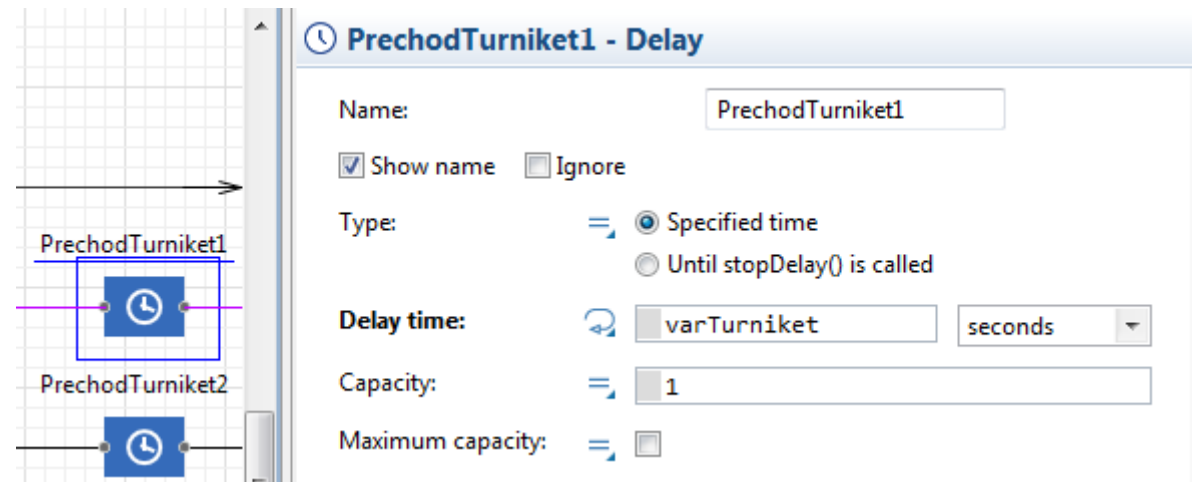 PrechodTurniket1 - Delay
Name: PrechodTurniket1
Show name Ignore
Type: Specified time
Until stopDelay() is called
Delay time: varTurniket seconds
Capacity: 1
Maximum capacity:
PrechodTurniket1
PrechodTurniket2